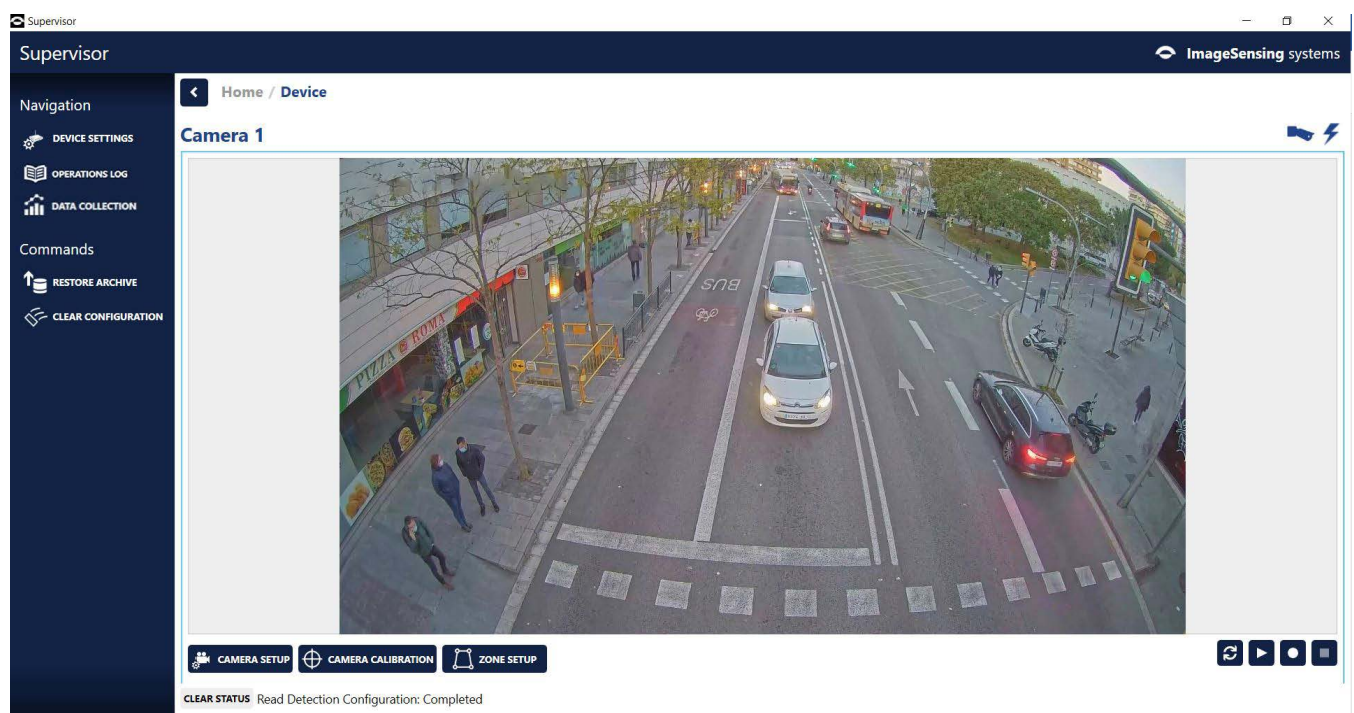 Supervisor
Supervisor
ImageSensing systems
Home / Device
Navigation
DEVICE SETTINGS
OPERATIONS LOG
DATA COLLECTION
Commands
RESTORE ARCHIVE
CLEAR CONFIGURATION
Camera 1
BUS
PIZZA ROMA
CAMERA SETUP
CAMERA CALIBRATION
ZONE SETUP
CLEAR STATUS Read Detection Configuration: Completed